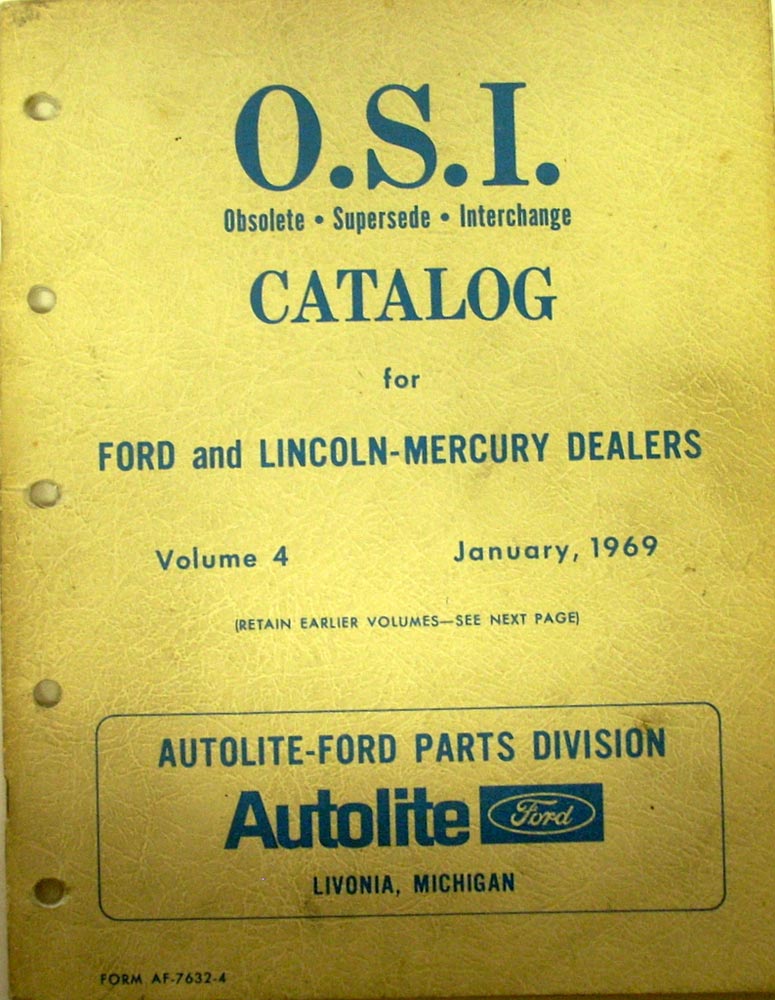 O.S.I.
Obsolete • Supersede • Interchange
CATALOG
for
FORD and LINCOLN-MERCURY DEALERS
Volume 4 January, 1969
(RETAIN EARLIER VOLUMES—SEE NEXT PAGE)
AUTOLITE-FORD PARTS DIVISION
Autolite Ford
LIVONIA, MICHIGAN
FORM AF-7632-4